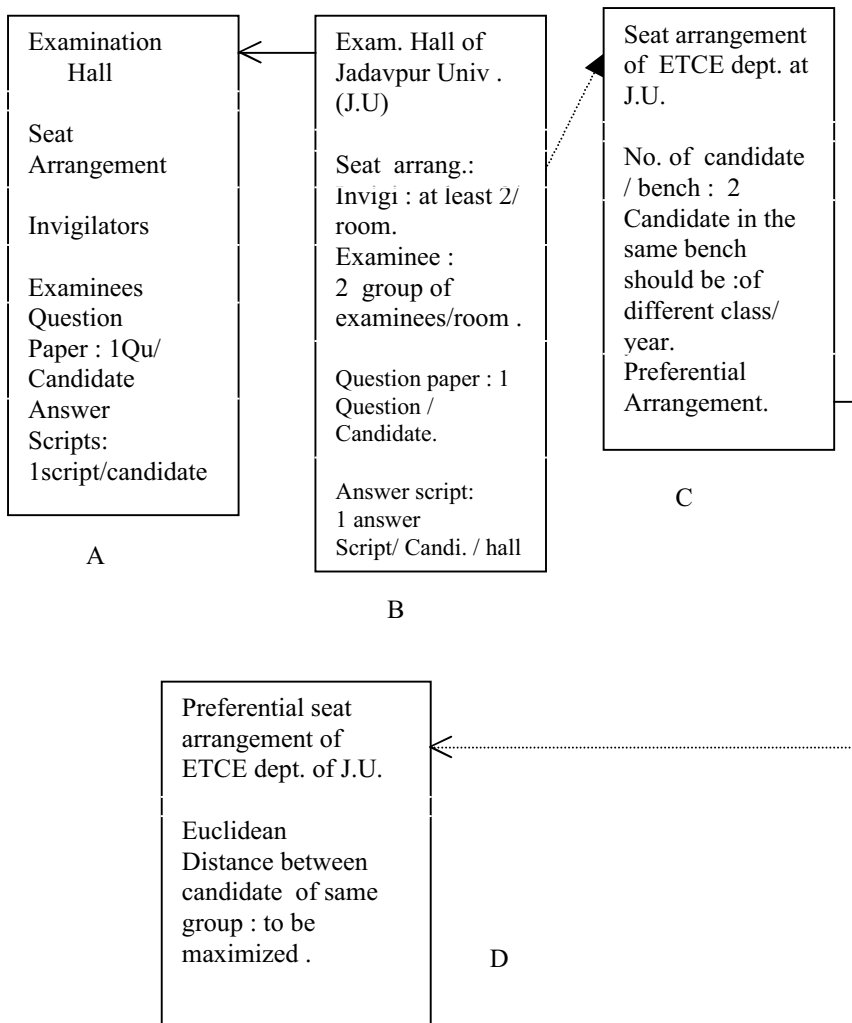 Examination
Hall
Seat
Arrangement
Invigilators
Examinees
Question
Paper : 1Qu/
Candidate
Answer
Scripts:
1script/candidate
A
Exam. Hall of
Jadavpur Univ .
(J.U)
Seat arrang.:
Invigi : at least 2/
room.
Examinee :
2 group of
examinees/room .
Question paper : 1
Question /
Candidate.
Answer script:
1 answer
Script/ Candi. / hall
B
Seat arrangement
of ETCE dept. at
J.U.
No. of candidate
/ bench : 2
Candidate in the
same bench
should be :of
different class/
year.
Preferential
Arrangement.
C
Preferential seat
arrangement of
ETCE dept. of J.U.
Euclidean
Distance between
candidate of same
group : to be
maximized .
D